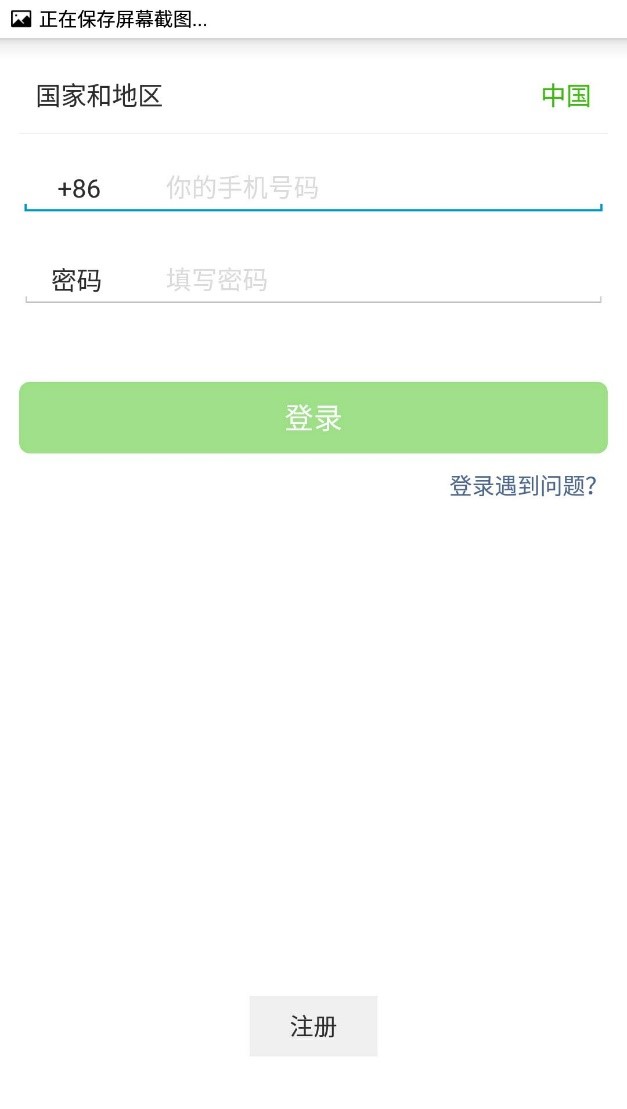 正在保存屏幕截图...
国家和地区 中国
+86 你的手机号码
密码 填写密码
登录
登录遇到问题？
注册